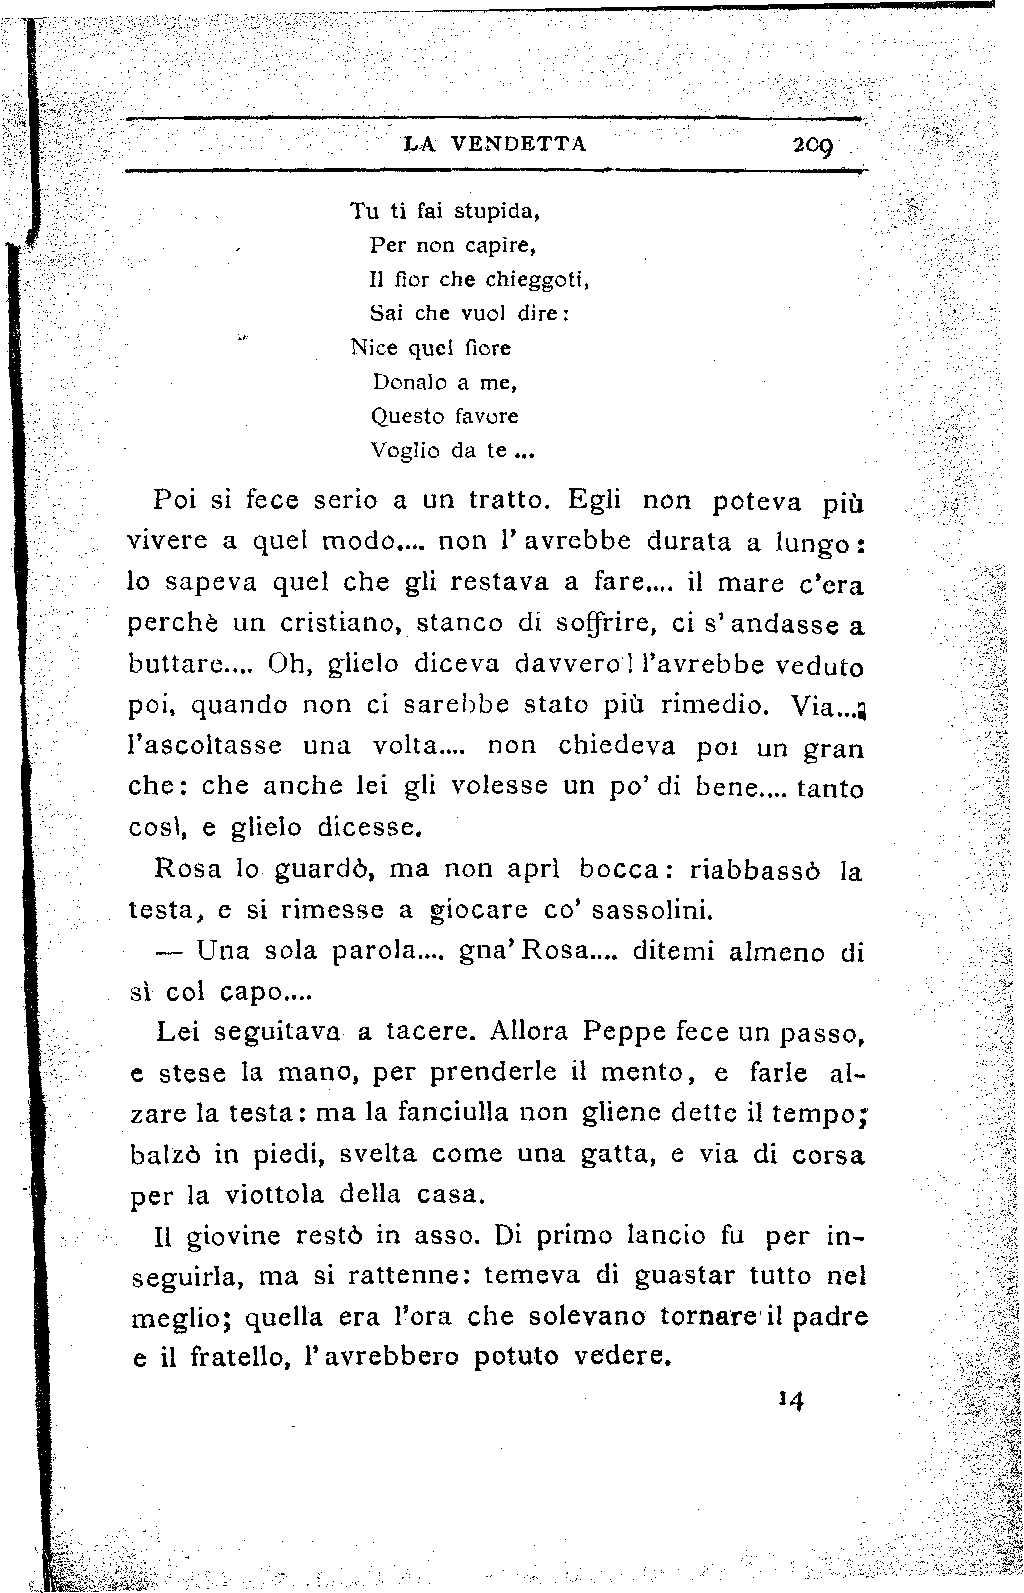 LA VENDETTA 209
Tu ti fai stupida,
Per non capire,
Il fior che chieggoti,
Sai che vuol dire:
Nice quel fiore
Donalo a me,
Questo favore
Voglio da te ...
Poi si fece serio a un tratto. Egli non poteva più
vivere a quel modo.... non l'avrebbe durata a lungo:
lo sapeva quel che gli restava a fare.... il mare c'era
perchè un cristiano, stanco di soffrire, ci s'andasse a
buttare.... Oh, glielo diceva davvero! l'avrebbe veduto
poi, quando non ci sarebbe stato più rimedio. Via...
l'ascoltasse una volta.... non chiedeva poi un gran
che: che anche lei gli volesse un po' di bene.... tanto
così, e glielo dicesse.
Rosa lo guardò, ma non aprì bocca: riabbassò la
testa, e si rimesse a giocare co' sassolini.
— Una sola parola.... gna' Rosa.... ditemi almeno di
sì col capo....
Lei seguitava a tacere. Allora Peppe fece un passo,
e stese la mano, per prenderle il mento, e farle al-
zare la testa: ma la fanciulla non gliene dette il tempo;
balzò in piedi, svelta come una gatta, e via di corsa
per la viottola della casa.
Il giovine restò in asso. Di primo lancio fu per in-
seguirla, ma si rattenne: temeva di guastar tutto nel
meglio; quella era l'ora che solevano tornare il padre
e il fratello, l'avrebbero potuto vedere.
14